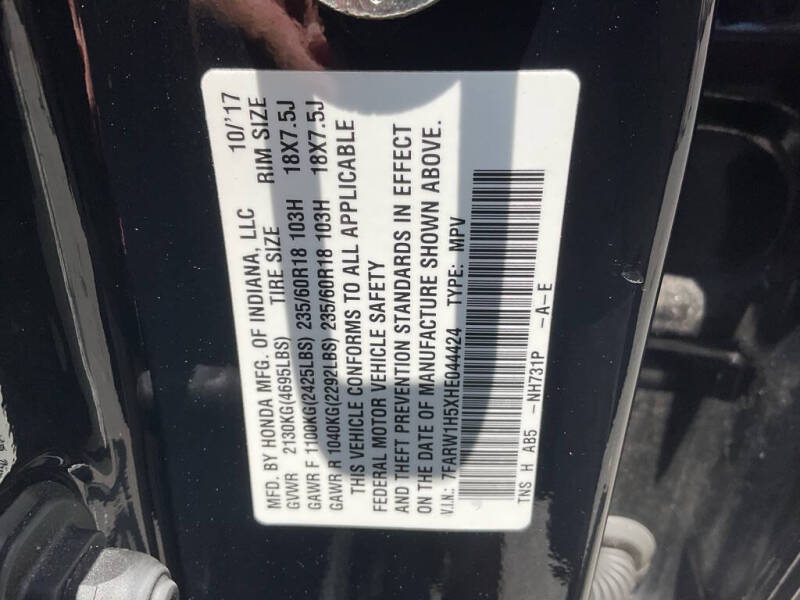 MFD. BY HONDA MFG. OF INDIANA, LLC 10/'17
GVWR 2130KG(4695LBS) TIRE SIZE RIM SIZE
GAWR F 1100KG(2425LBS) 235/60R18 103H 18X7.5J
GAWR R 1040KG(2292LBS) 235/60R18 103H 18X7.5J
THIS VEHICLE CONFORMS TO ALL APPLICABLE
FEDERAL MOTOR VEHICLE SAFETY
AND THEFT PREVENTION STANDARDS IN EFFECT
ON THE DATE OF MANUFACTURE SHOWN ABOVE.
V.I.N.: 7FARW1H5XHE044424 TYPE: MPV
TNS H AB5 -NH731P -A-E